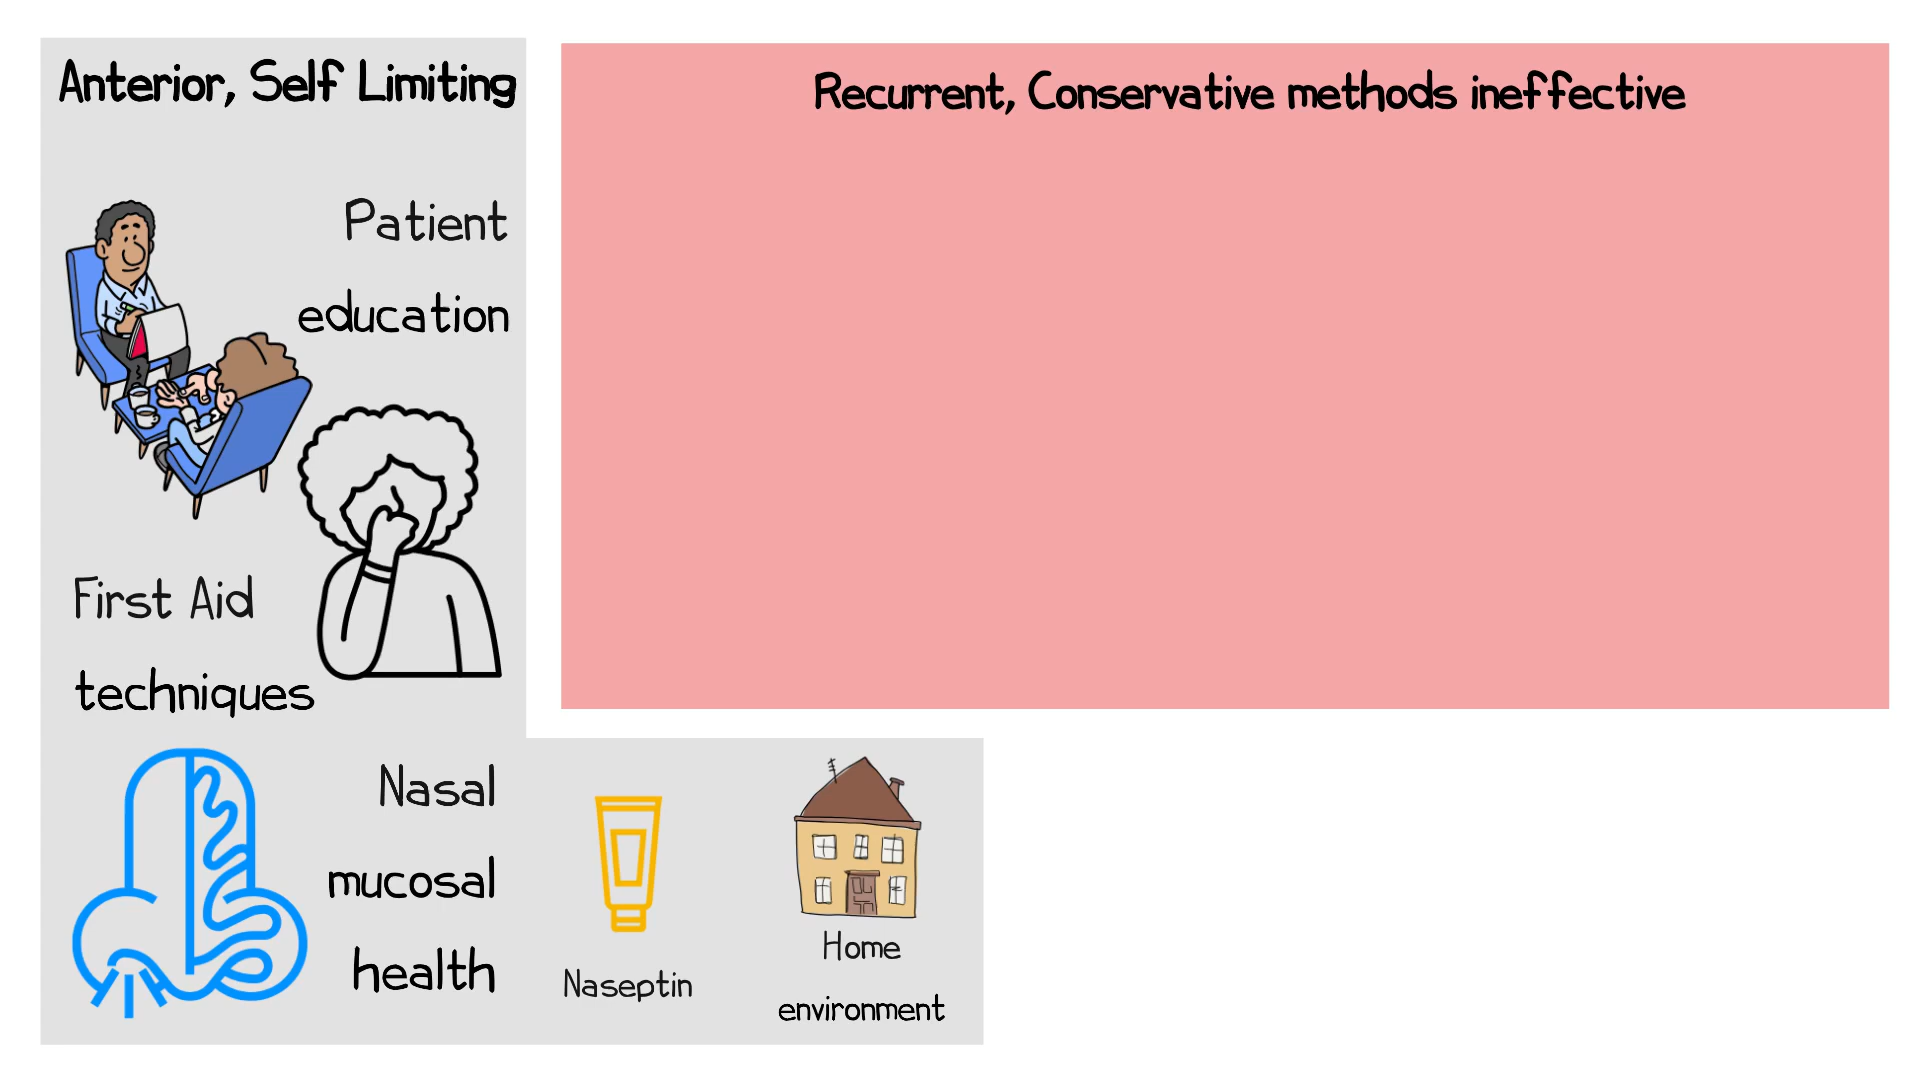 Anterior, Self Limiting
Patient
education
First Aid
techniques
Nasal
mucosal
health
Naseptin
Home
environment
Recurrent, Conservative methods ineffective